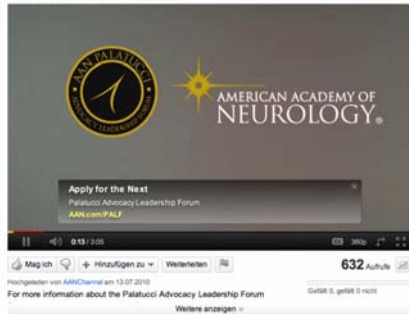 AAN PALATUCCI
ADVOCACY LEADERSHIP FORUM
AMERICAN ACADEMY OF
NEUROLOGY®
Apply for the Next
Palatucci Advocacy Leadership Forum
AAN.com/PALF
0:13 / 3:05
360p
Mag ich
Hinzufügen zu
Weiterleiten
632 Aufrufe
Hochgeladen von AANChannel am 13.07.2010
Gefällt 0, gefällt 0 nicht
For more information about the Palatucci Advocacy Leadership Forum
Weitere anzeigen